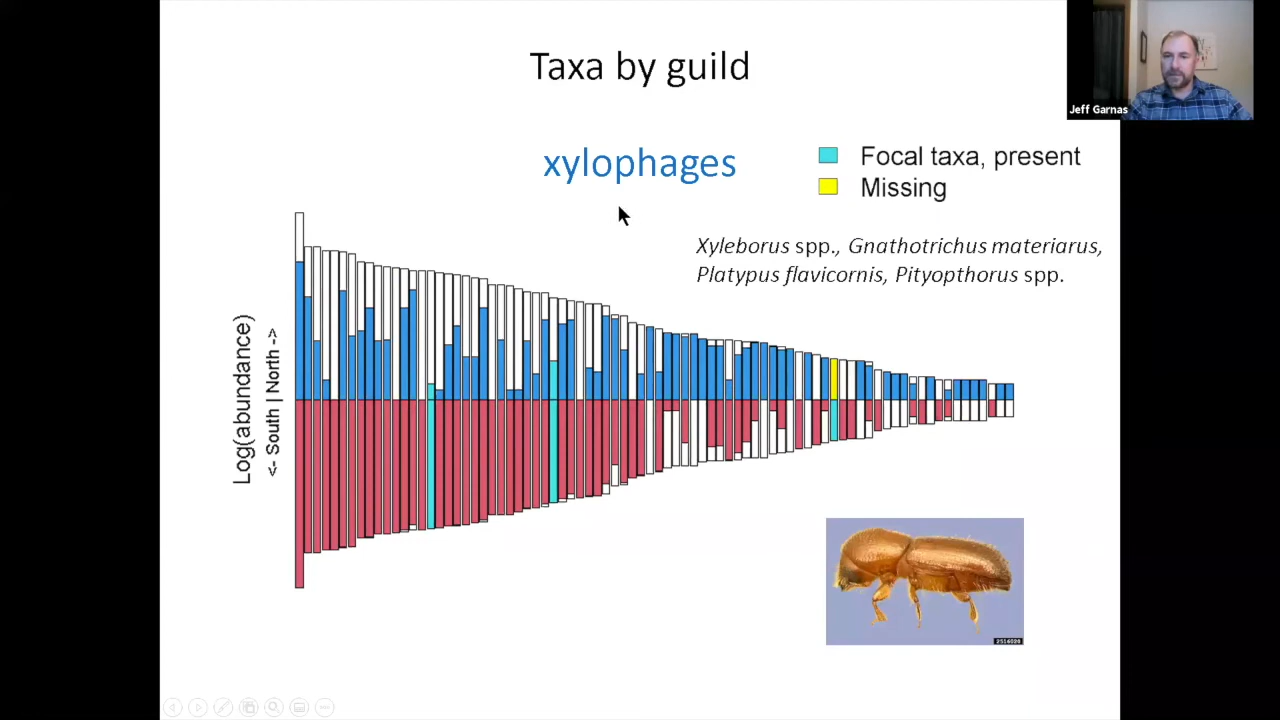 Taxa by guild
Jeff Garnas
xylophages
Focal taxa, present
Missing
Xyleborus spp., Gnathotrichus materiarus,
Platypus flavicornis, Pityopthorus spp.
Log(abundance)
<- South | North ->
2516028